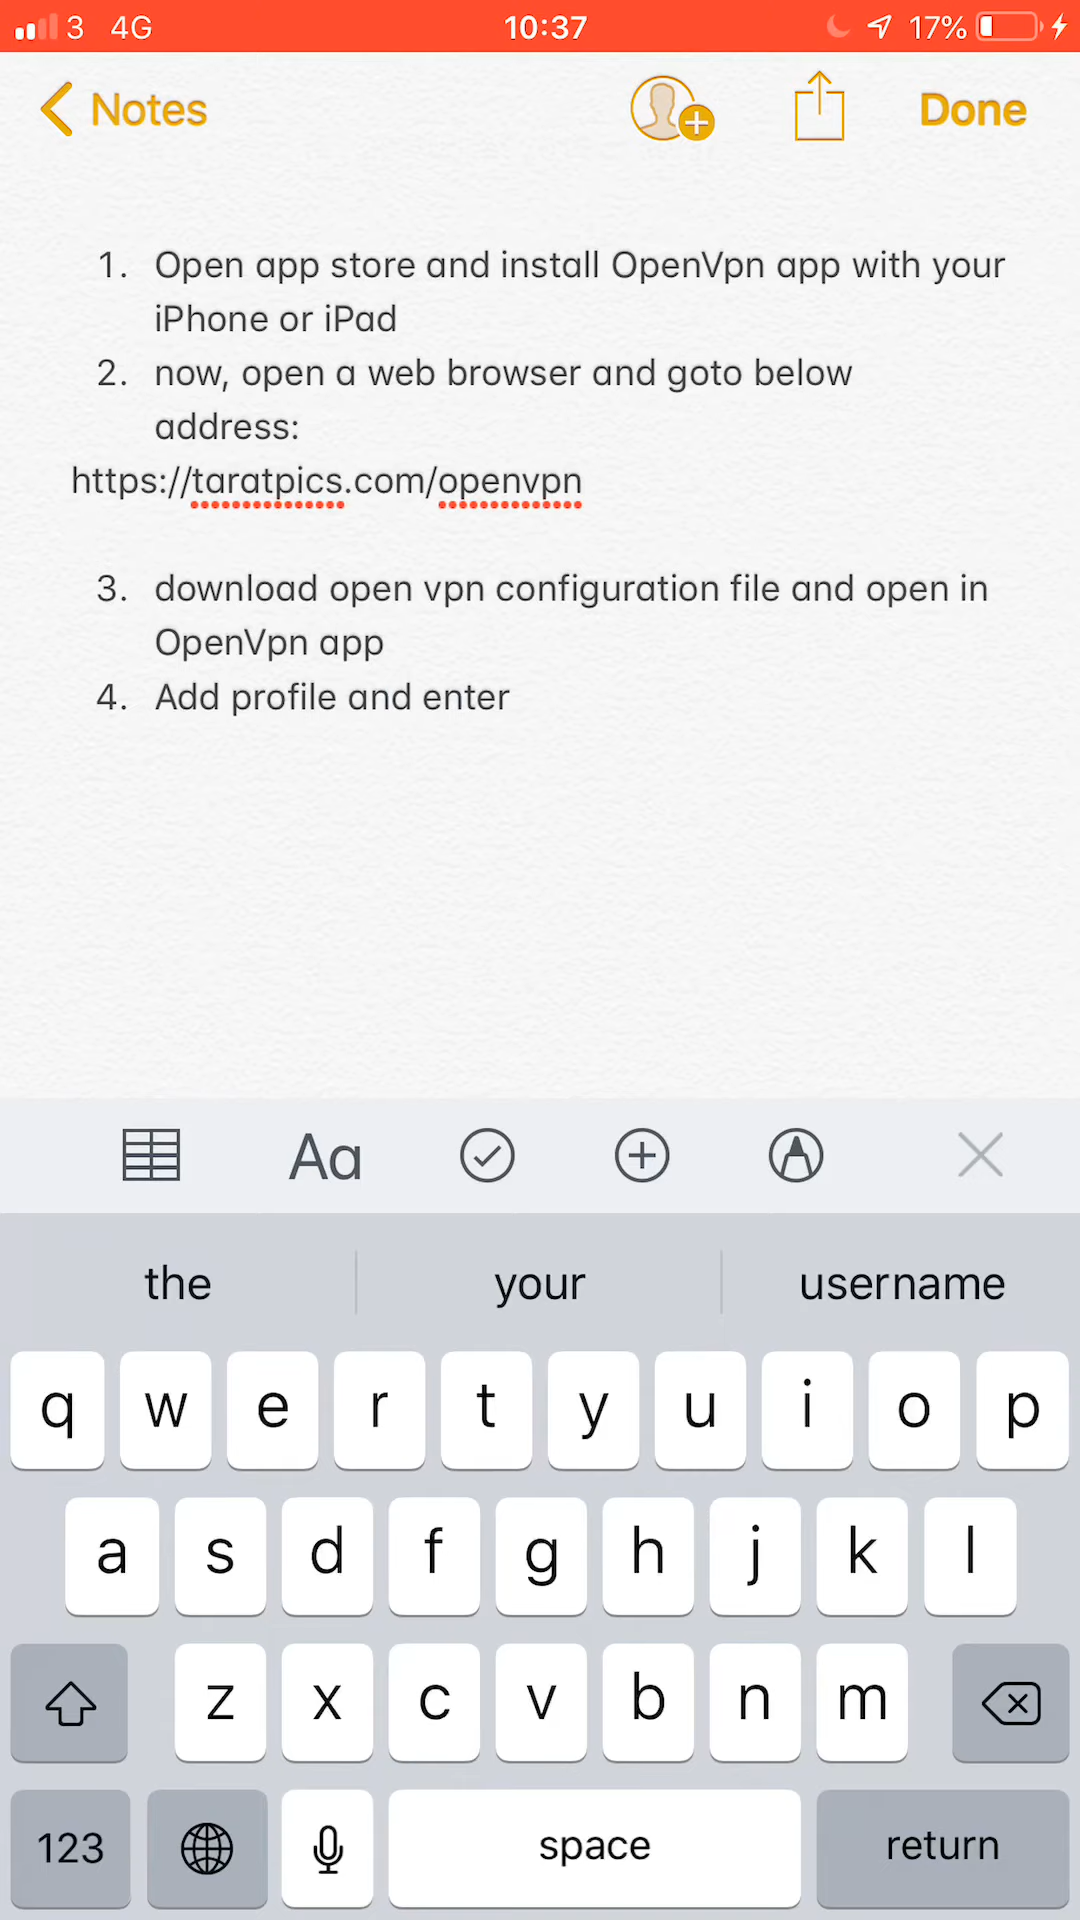 3 4G 10:37 17%
Notes Done
1. Open app store and install OpenVpn app with your
iPhone or iPad
2. now, open a web browser and goto below
address:
https://taratpics.com/openvpn
3. download open vpn configuration file and open in
OpenVpn app
4. Add profile and enter
Aa
the your username
q w e r t y u i o p
a s d f g h j k l
z x c v b n m
123 space return